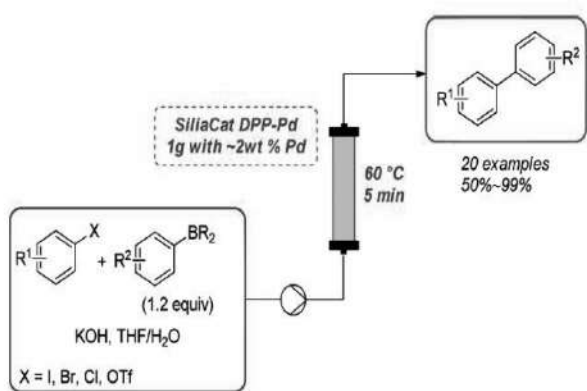 R1
R2
20 examples
50%~99%
SiliaCat DPP-Pd
1g with ~2wt % Pd
60 °C
5 min
X
BR2
R1
+
R2
(1.2 equiv)
KOH, THF/H2O
X = I, Br, Cl, OTf